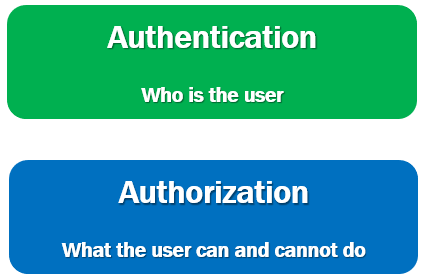 Authentication
Who is the user
Authorization
What the user can and cannot do